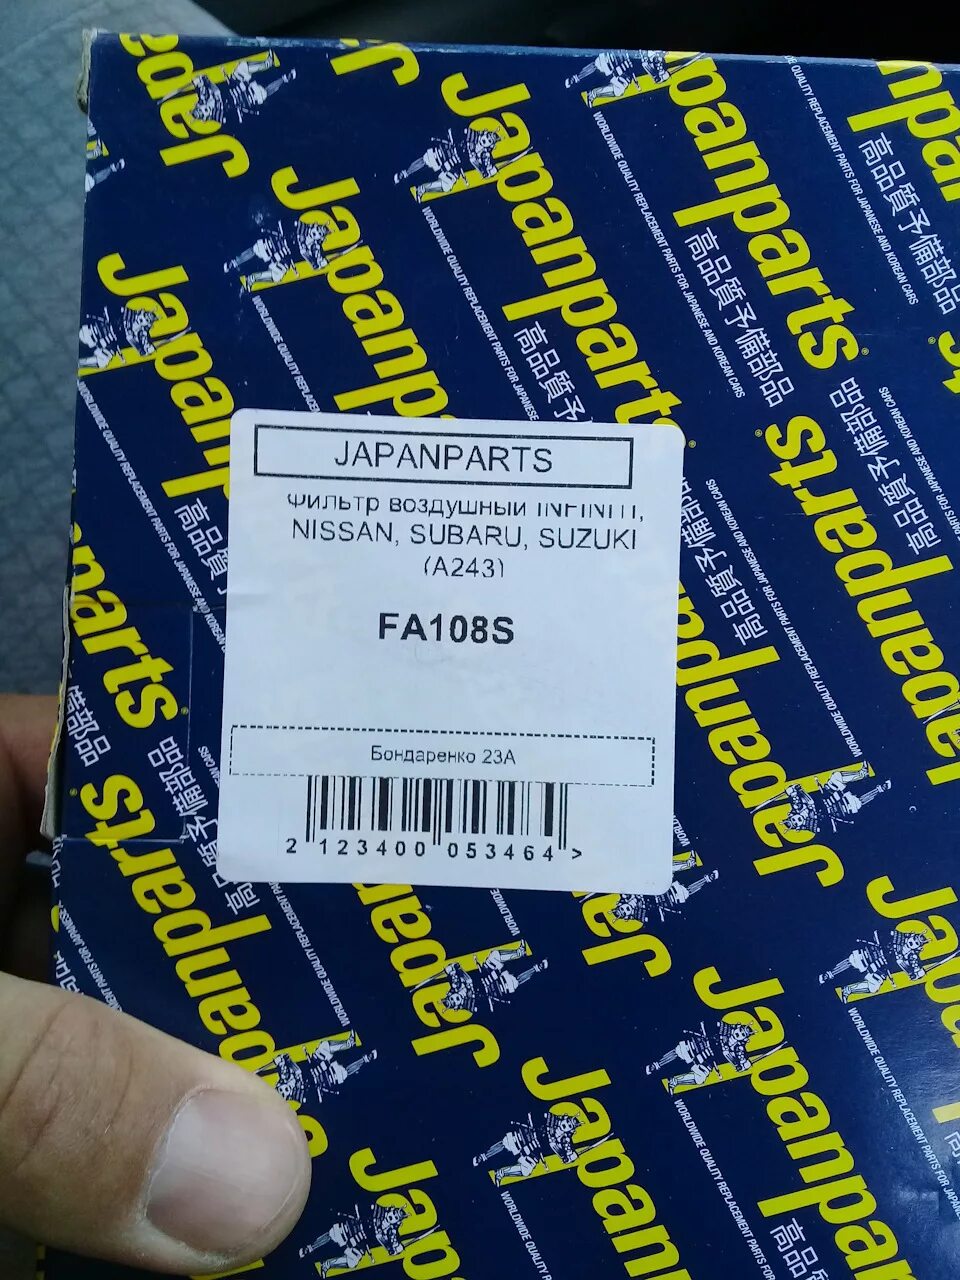 JAPANPARTS
Фильтр воздушный INFINITI,
NISSAN, SUBARU, SUZUKI
(A243)
FA108S
Бондаренко 23А
2 123400 053464 >
Japanparts
WORLDWIDE QUALITY REPLACEMENT PARTS FOR JAPANESE AND KOREAN CARS
高品質予備部品